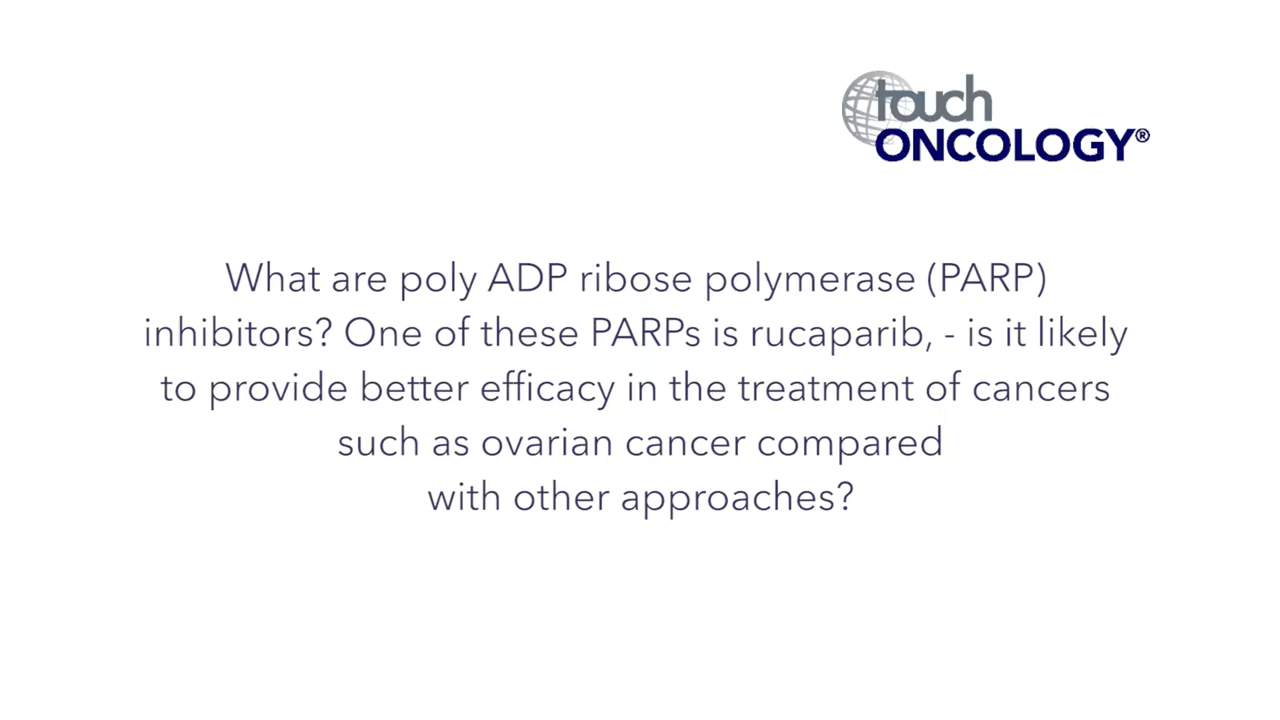 touch
ONCOLOGY®
What are poly ADP ribose polymerase (PARP)
inhibitors? One of these PARPs is rucaparib, - is it likely
to provide better efficacy in the treatment of cancers
such as ovarian cancer compared
with other approaches?